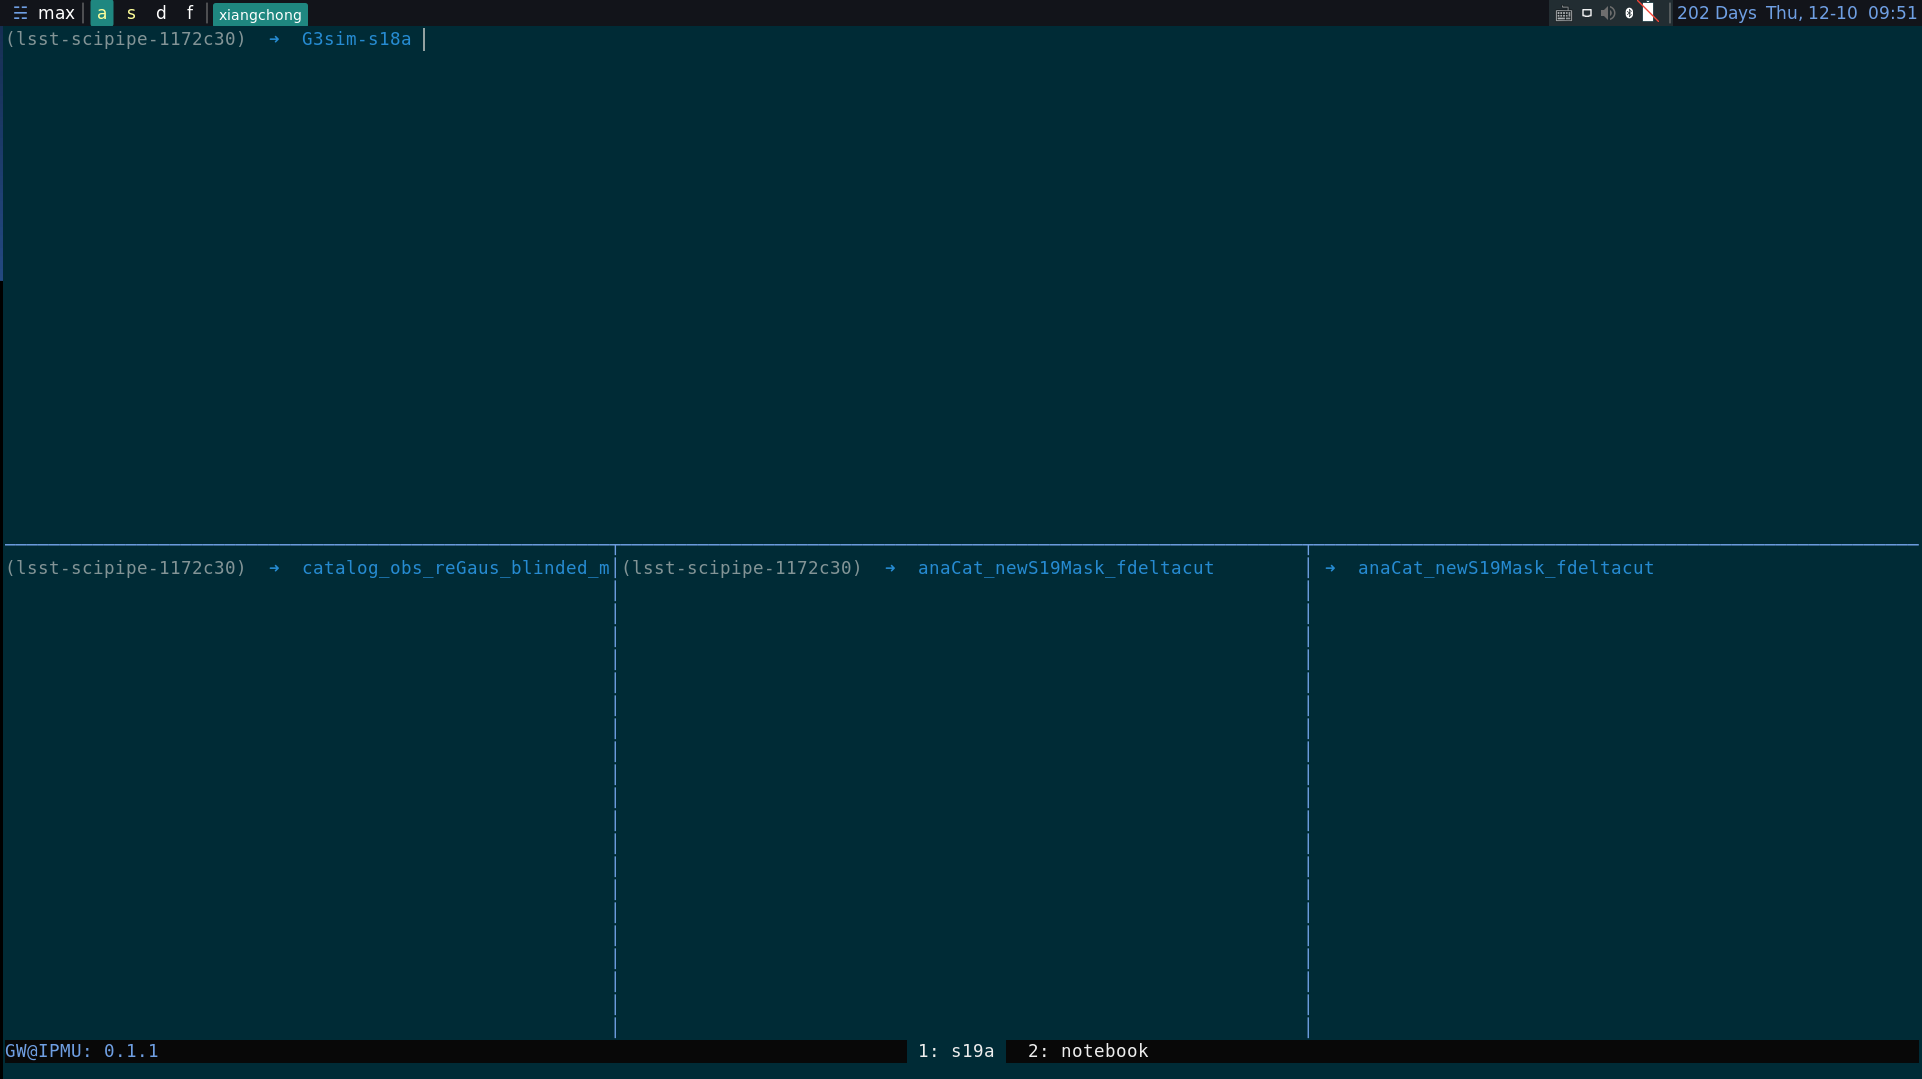 ☵ max a s d f xiangchong 202 Days Thu, 12-10 09:51
(lsst-scipipe-1172c30) ➜ G3sim-s18a
(lsst-scipipe-1172c30) ➜ catalog_obs_reGaus_blinded_m (lsst-scipipe-1172c30) ➜ anaCat_newS19Mask_fdeltacut ➜ anaCat_newS19Mask_fdeltacut
GW@IPMU: 0.1.1 1: s19a 2: notebook